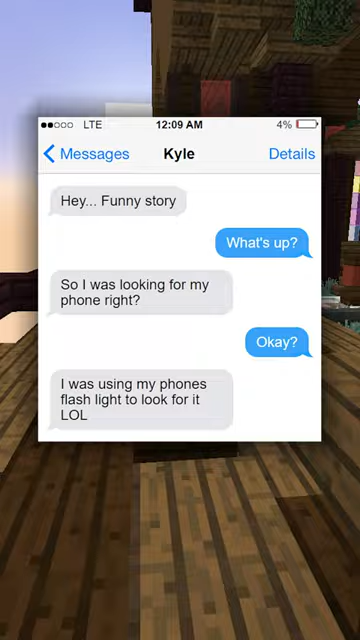 LTE 12:09 AM 4%
Messages Kyle Details
Hey... Funny story
What's up?
So I was looking for my
phone right?
Okay?
I was using my phones
flash light to look for it
LOL